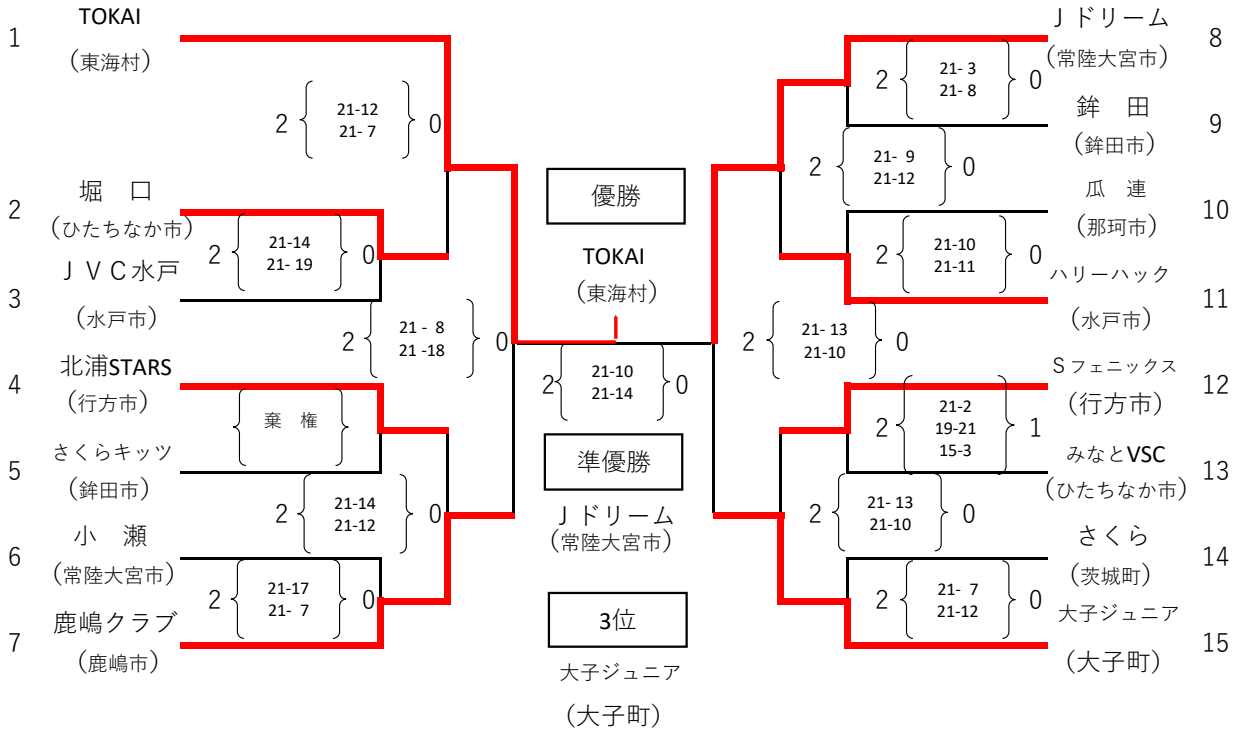 TOKAI
1
(東海村)
2
21-12
21- 7
0
堀　口
2
(ひたちなか市)
2
21-14
21- 19
0
ＪＶＣ水戸
3
(水戸市)
2
21 - 8
21 -18
0
北浦STARS
4
(行方市)
棄　権
さくらキッツ
5
(鉾田市)
2
21-14
21-12
0
小　瀬
6
(常陸大宮市)
2
21-17
21- 7
0
鹿嶋クラブ
7
(鹿嶋市)
優勝
TOKAI
(東海村)
2
21-10
21-14
0
準優勝
Ｊドリーム
(常陸大宮市)
3位
大子ジュニア
(大子町)
Ｊドリーム
8
(常陸大宮市)
2
21- 3
21- 8
0
鉾　田
9
(鉾田市)
2
21- 9
21-12
0
瓜　連
10
(那珂市)
2
21-10
21-11
0
ハリーハック
11
(水戸市)
2
21- 13
21-10
0
Ｓフェニックス
12
(行方市)
2
21-2
19-21
15-3
1
みなとVSC
13
(ひたちなか市)
2
21- 13
21-10
0
さくら
14
(茨城町)
2
21- 7
21-12
0
大子ジュニア
15
(大子町)